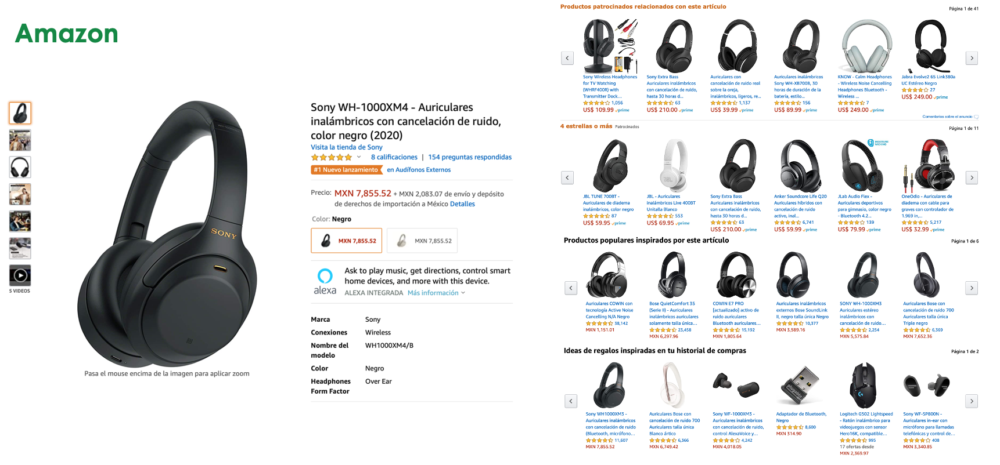 Amazon
5 VIDEOS
SONY
Pasa el mouse encima de la imagen para aplicar zoom
Sony WH-1000XM4 - Auriculares
inalámbricos con cancelación de ruido,
color negro (2020)
Visita la tienda de Sony
8 calificaciones | 154 preguntas respondidas
#1 Nuevo lanzamiento en Audífonos Externos
Precio: MXN 7,855.52 + MXN 2,083.07 de envío y depósito
de derechos de importación a México Detalles
Color: Negro
MXN 7,855.52 MXN 7,855.52
alexa
Ask to play music, get directions, control smart
home devices, and more with this device.
ALEXA INTEGRADA Más información
Marca Sony
Conexiones Wireless
Nombre del
modelo
WH1000XM4/B
Color Negro
Headphones
Form Factor
Over Ear
Productos patrocinados relacionados con este artículo
Página 1 de 41
Sony Wireless Headphones
for TV Watching
(WHRF400R) with
Transmitter Dock...
1,056
US$ 109.99 prime
Sony Extra Bass
Auriculares inalámbricos
con cancelación de ruido,
hasta 30 horas d...
63
US$ 210.00 prime
Auriculares con
cancelación de ruido real
sobre la oreja,
inalámbricos, ligeros, re...
1,137
US$ 39.99 prime
Auriculares inalámbricos
Sony WH-XB700B, 30
horas de duración de la
batería, estilo...
156
US$ 89.99 prime
KNOW - Calm Headphones
- Wireless Noise Cancelling
Headphones Bluetooth -
Wireless ...
7
US$ 249.00 prime
Jabra Evolve2 65 Link380a
UC Estéreo Negro
27
US$ 249.00 prime
Comentarios sobre el anuncio
4 estrellas o más Patrocinados
Página 1 de 11
JBL TUNE 700BT -
Auriculares de diadema
inalámbricos, color negro
87
US$ 59.95 prime
JBL - Auriculares
inalámbricos Live 400BT
Unitalla Blanco
553
US$ 69.95 prime
Sony Extra Bass
Auriculares inalámbricos
con cancelación de ruido,
hasta 30 horas d...
63
US$ 210.00 prime
Anker Soundcore Life Q20
Auriculares híbridos con
cancelación de ruido
activo, inal...
6,741
US$ 59.99 prime
MOISTURE
WICKING
JLab Audio Flex -
Auriculares deportivos
para gimnasio, color negro
- Bluetooth 4.2...
139
US$ 79.99 prime
OneOdio - Auriculares de
diadema con cable para
graves con controlador de
1.969 in,...
5,217
US$ 32.99 prime
Productos populares inspirados por este artículo
Página 1 de 6
Auriculares COWIN con
tecnología Active Noise
Cancelling N/A Negro
38,142
MXN 1,151.01
Bose QuietComfort 35
(Serie II) - Auriculares
inalámbricos auriculares
solamente talla única...
23,458
MXN 6,297.96
COWIN E7 PRO
[actualizado] activo de
ruido auriculares
Bluetooth auriculares...
15,192
MXN 1,805.64
Auriculares inalámbricos
externos Bose SoundLink
II, negro talla única Negro
10,377
MXN 3,589.16
SONY WH-1000XM3
Auriculares estéreo
inalámbricos con
cancelación de ruido...
2,254
MXN 5,575.84
Auriculares Bose con
cancelación de ruido 700
Auriculares talla única
Triple negro
6,369
MXN 7,652.36
Ideas de regalos inspiradas en tu historial de compras
Página 1 de 2
Sony WH1000XM3 -
Auriculares inalámbricos
con cancelación de ruido
(Bluetooth, micrófono...
11,607
MXN 7,855.52
Auriculares Bose con
cancelación de ruido 700
Auriculares talla única
Blanco ártico
6,366
MXN 6,749.42
Sony WF-1000XM3 -
Auriculares inalámbricos
con cancelación de ruido,
control AlexaVoice y...
4,242
MXN 4,018.05
plugable
Adaptador de Bluetooth,
Negro
8,600
MXN 314.90
Logitech G502 Lightspeed
- Ratón inalámbrico para
videojuegos con sensor
Hero16K, compatible...
995
17 ofertas desde
MXN 2,369.97
Sony WF-SP800N -
Auriculares in-ear con
micrófono para llamadas
telefónicas y control de...
408
MXN 3,340.85